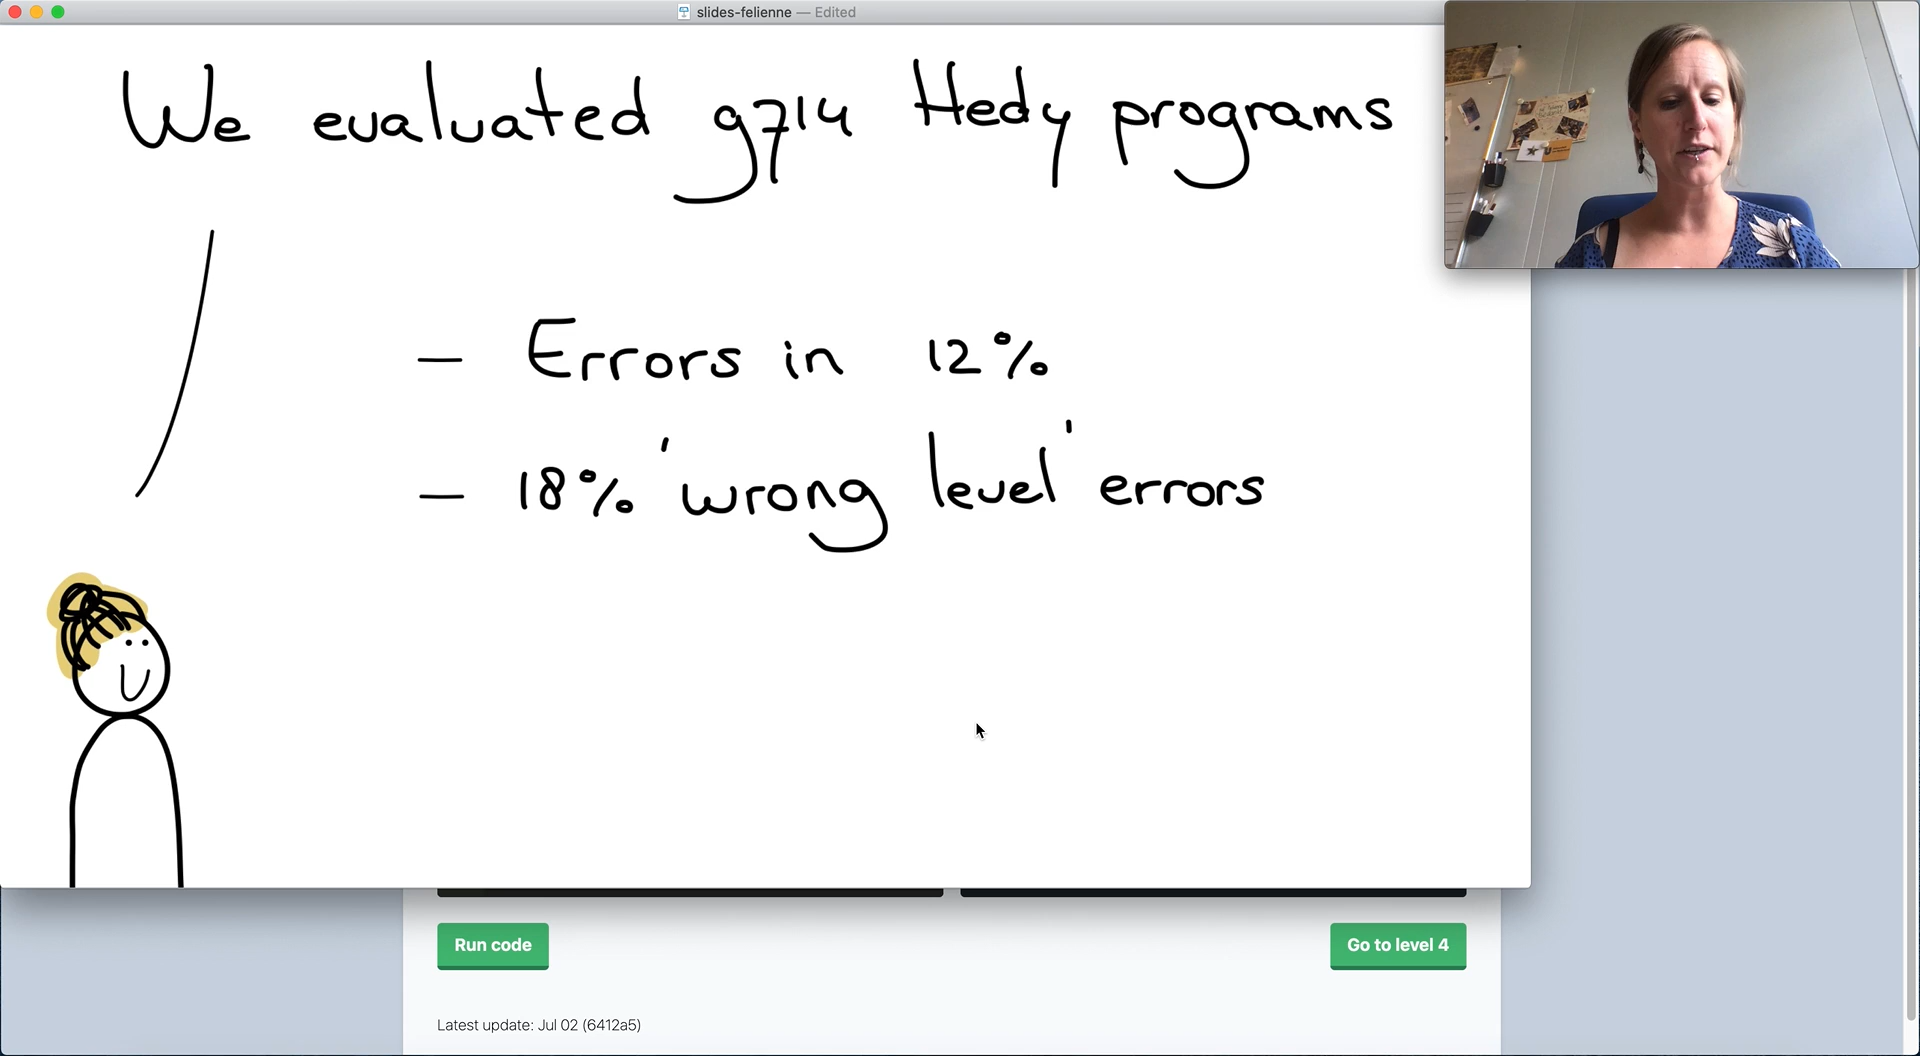 slides-felienne — Edited
We evaluated 9714 Hedy programs
— Errors in 12%
— 18% 'wrong level' errors
Run code
Go to level 4
Latest update: Jul 02 (6412a5)